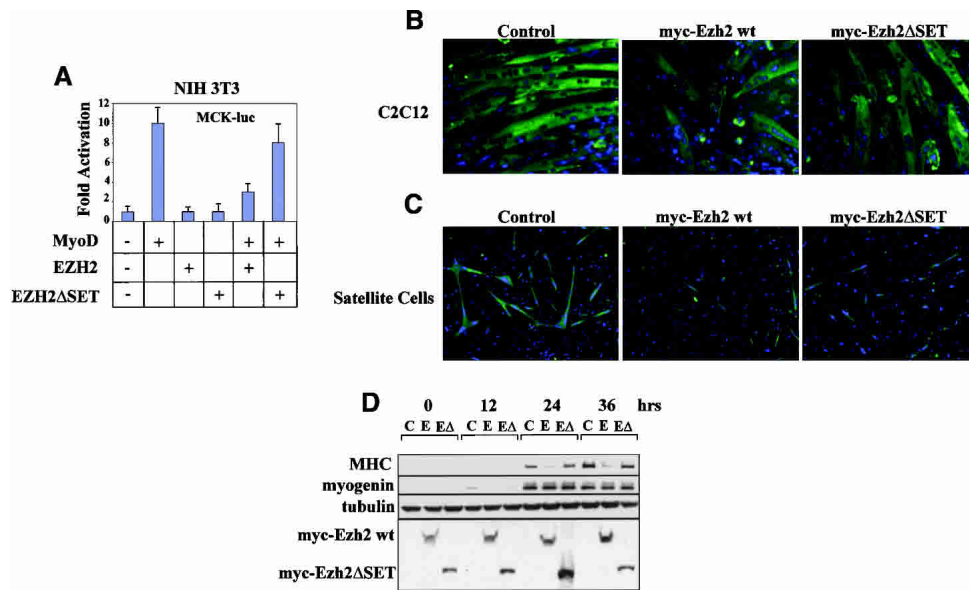 A
NIH 3T3
MCK-luc
Fold Activation
12
10
8
6
4
2
0
MyoD - + + +
EZH2 - + +
EZH2ΔSET - + +
B
Control myc-Ezh2 wt myc-Ezh2ΔSET
C2C12
C
Control myc-Ezh2 wt myc-Ezh2ΔSET
Satellite Cells
D
0 12 24 36 hrs
C E EΔ C E EΔ C E EΔ C E EΔ
MHC
myogenin
tubulin
myc-Ezh2 wt
myc-Ezh2ΔSET